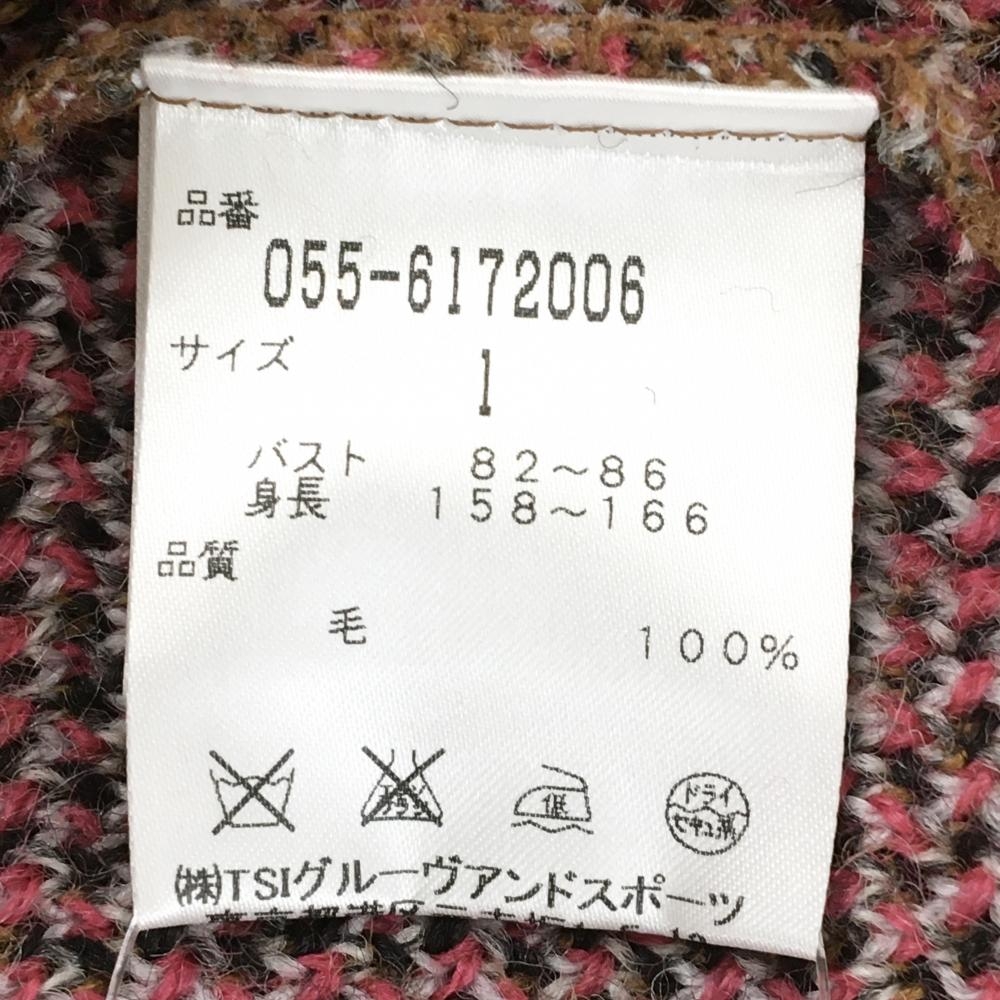 品番
055-6172006
サイズ
1
バスト 82~86
身長 158~166
品質
毛 100%
低
ドライ
セキユ系
㈱TSIグルーヴアンドスポーツ